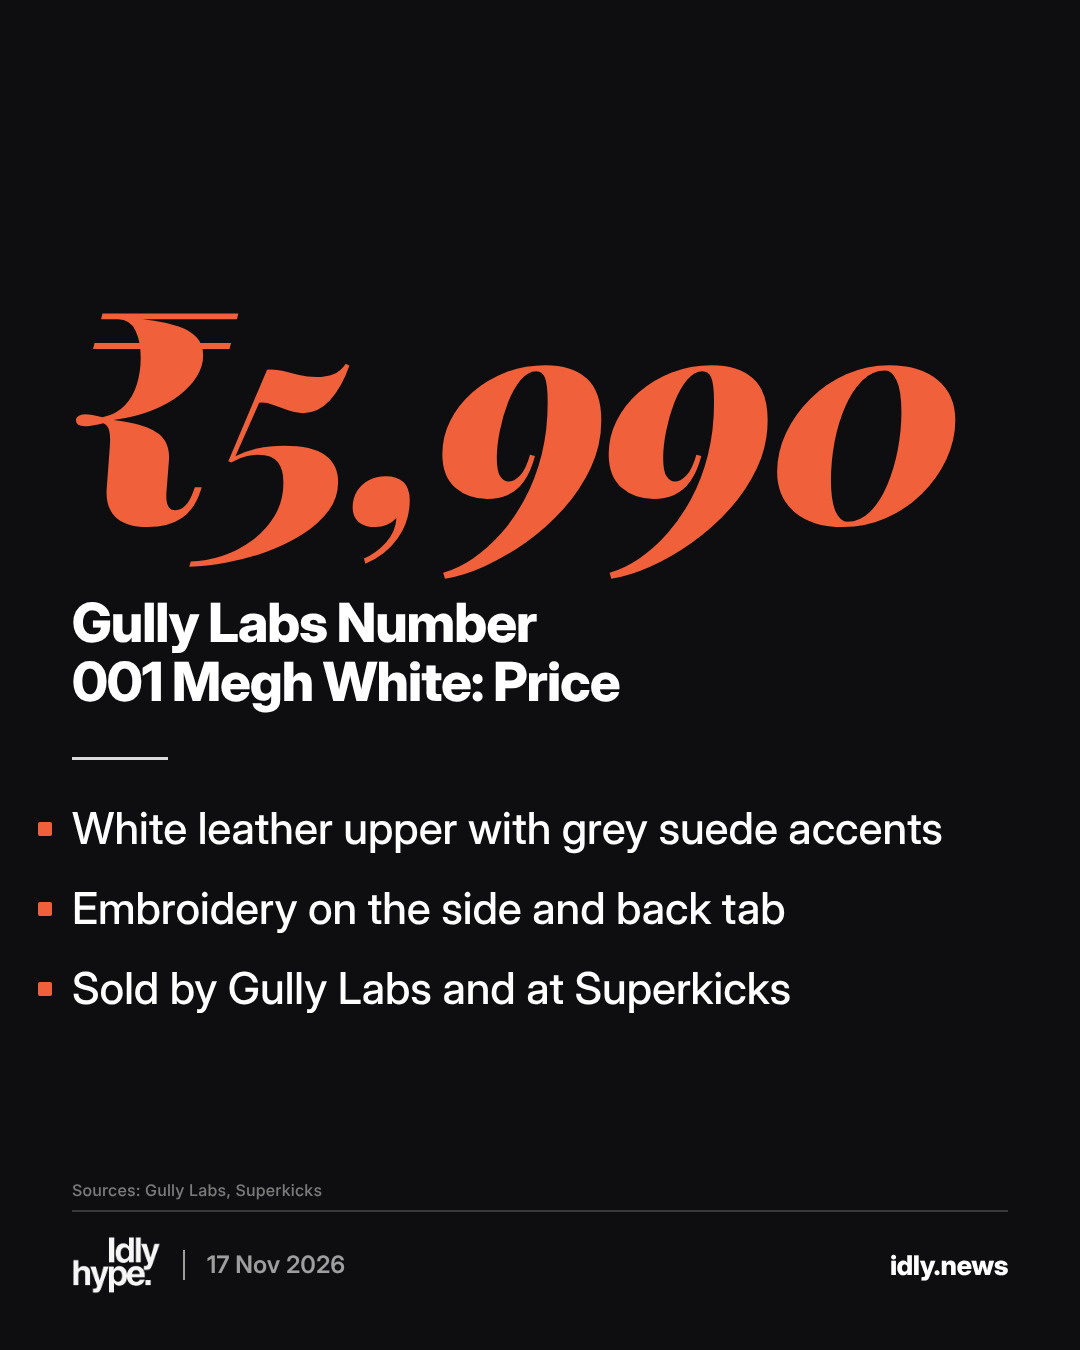 ₹5,990
Gully Labs Number
001 Megh White: Price
White leather upper with grey suede accents
Embroidery on the side and back tab
Sold by Gully Labs and at Superkicks
Sources: Gully Labs, Superkicks
Idly
hype.
17 Nov 2026
idly.news